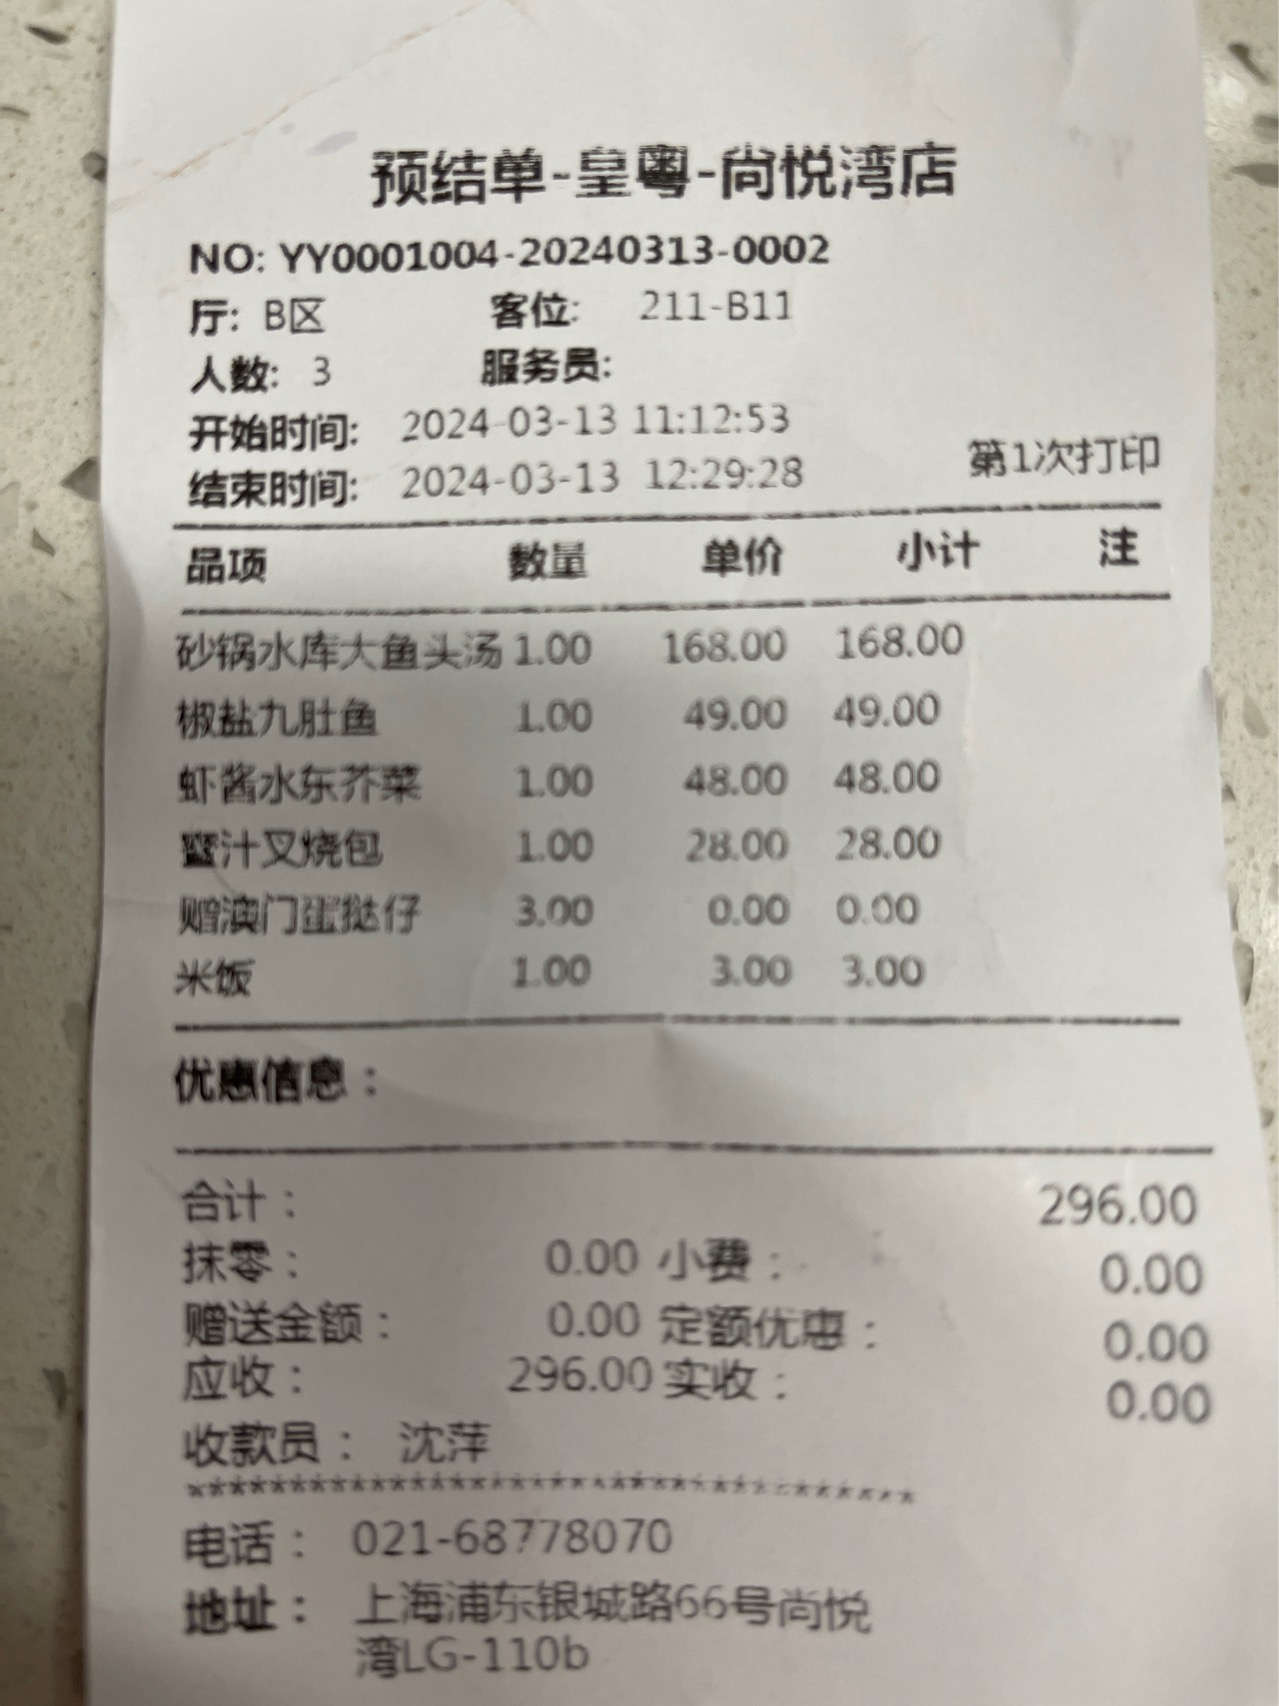 预结单-皇粤-尚悦湾店
NO: YY0001004-20240313-0002
厅: B区 客位: 211-B11
人数: 3 服务员:
开始时间: 2024-03-13 11:12:53
第1次打印
结束时间: 2024-03-13 12:29:28
品项 数量 单价 小计 注
砂锅水库大鱼头汤 1.00 168.00 168.00
椒盐九肚鱼 1.00 49.00 49.00
虾酱水东芥菜 1.00 48.00 48.00
蜜汁叉烧包 1.00 28.00 28.00
赠澳门蛋挞仔 3.00 0.00 0.00
米饭 1.00 3.00 3.00
优惠信息：
合计： 296.00
抹零： 0.00 小费： 0.00
赠送金额： 0.00 定额优惠： 0.00
应收： 296.00 实收： 0.00
收款员： 沈萍
***********************************
电话： 021-68778070
地址： 上海浦东银城路66号尚悦
湾LG-110b